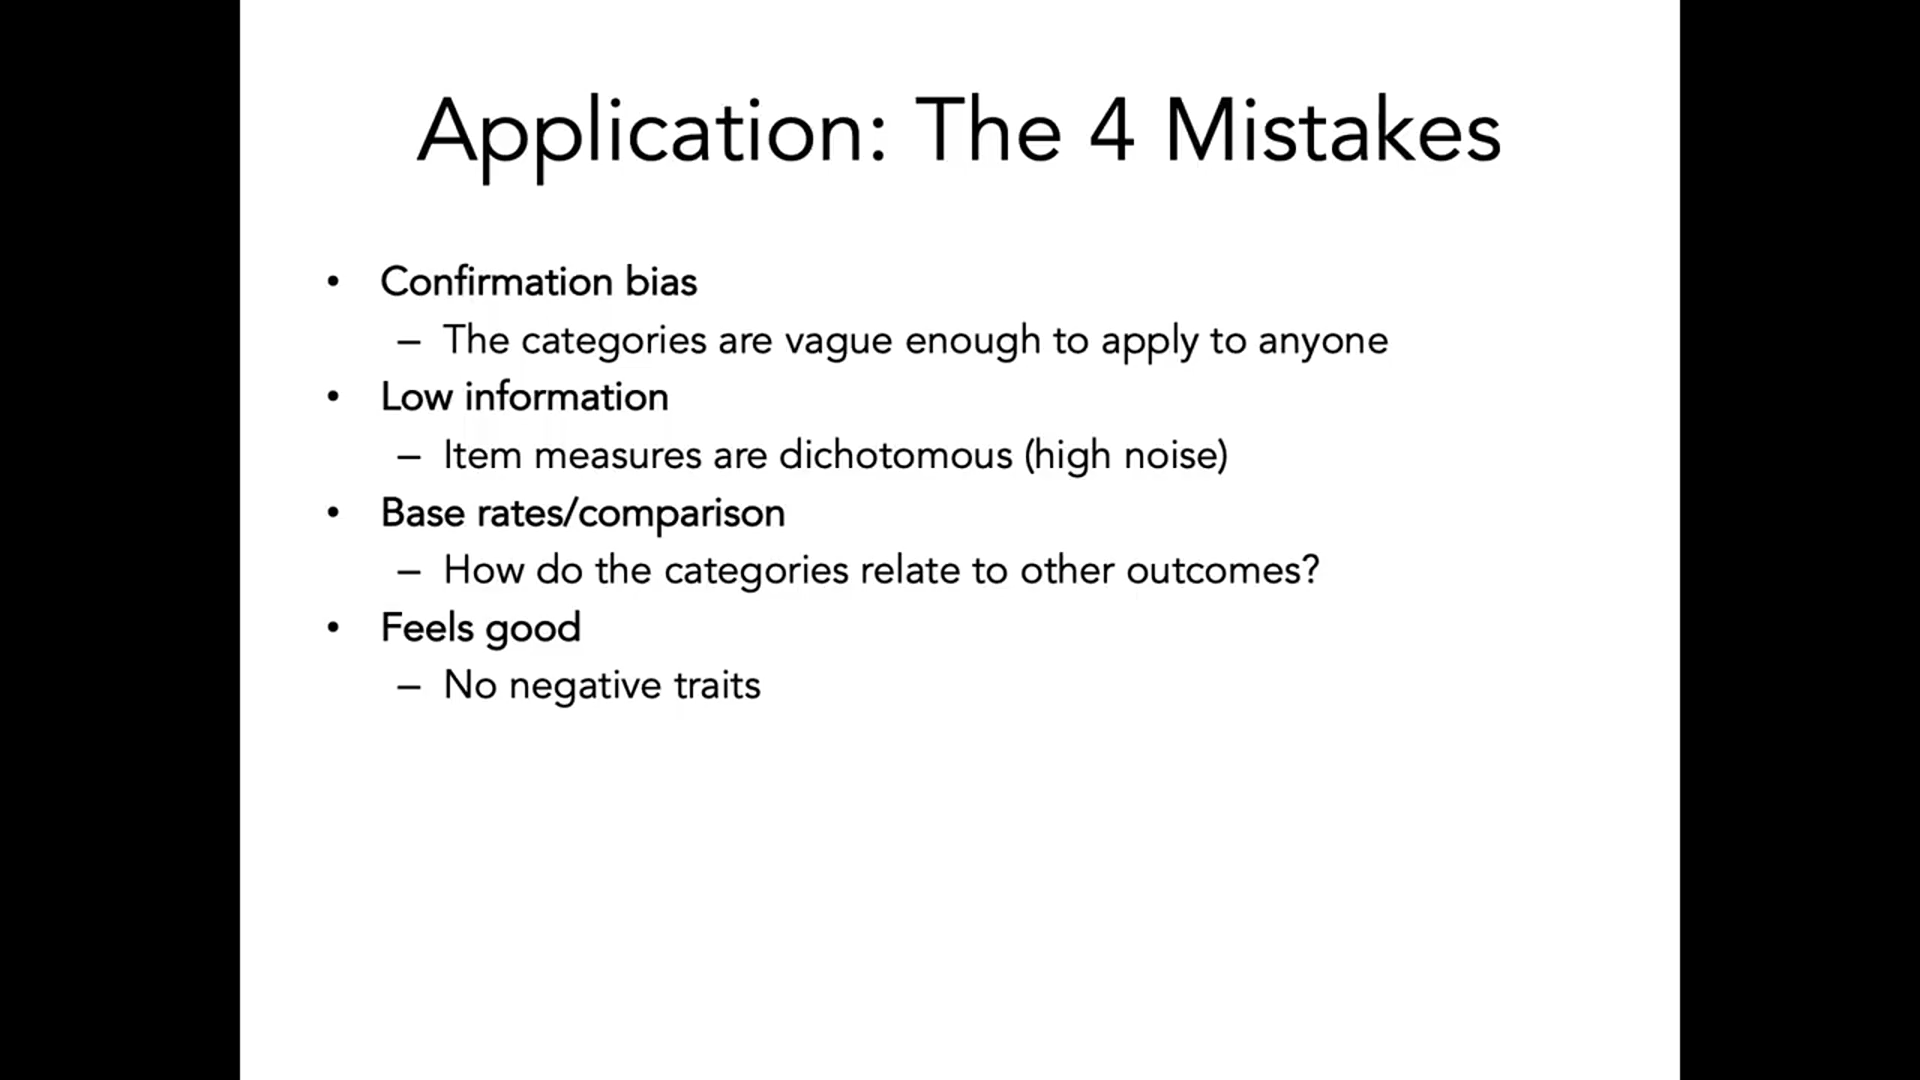 Application: The 4 Mistakes
• Confirmation bias
– The categories are vague enough to apply to anyone
• Low information
– Item measures are dichotomous (high noise)
• Base rates/comparison
– How do the categories relate to other outcomes?
• Feels good
– No negative traits